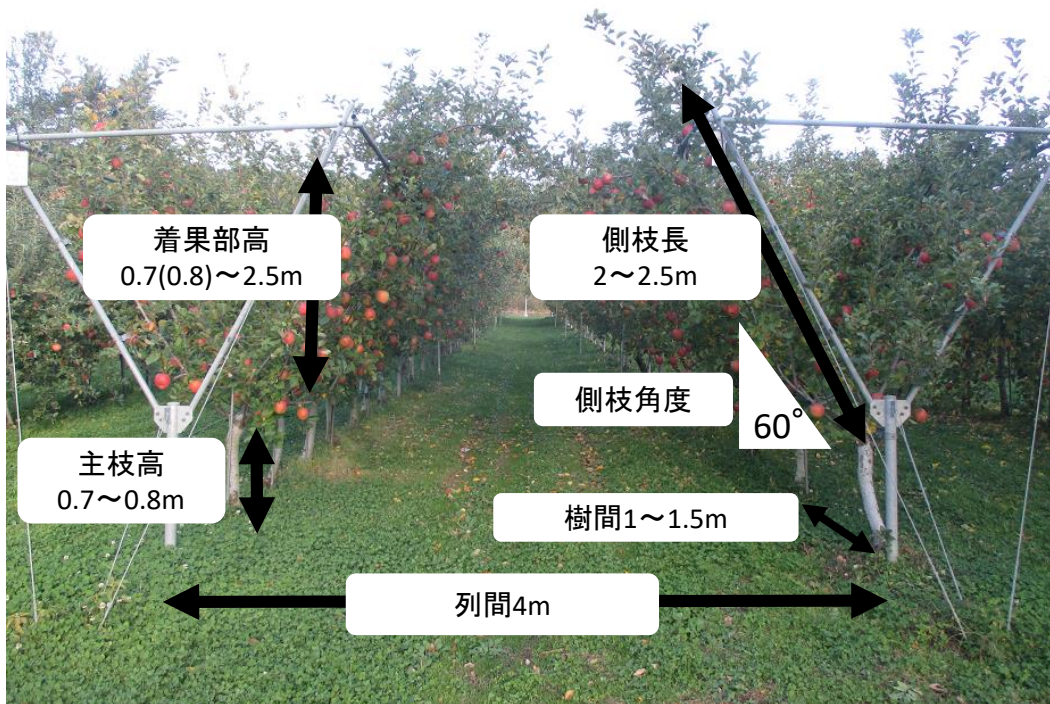 着果部高
0.7(0.8)～2.5m
側枝長
2～2.5m
側枝角度
60ﾟ
主枝高
0.7～0.8m
樹間1～1.5m
列間4m